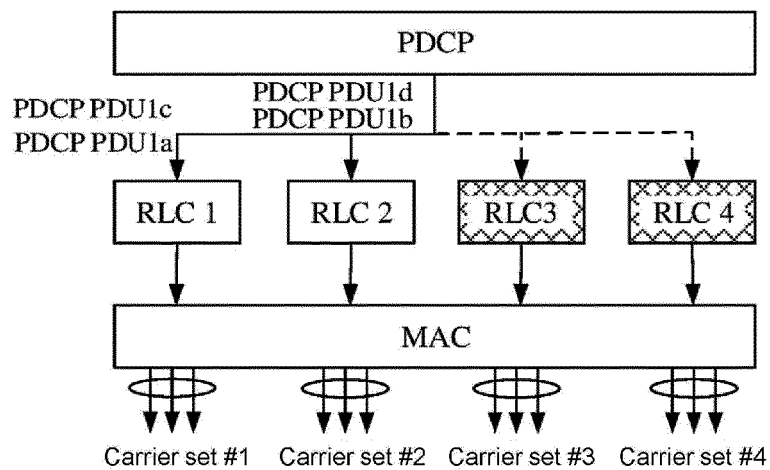 PDCP
PDCP PDU1c
PDCP PDU1a
PDCP PDU1d
PDCP PDU1b
RLC 1
RLC 2
RLC3
RLC 4
MAC
Carrier set #1
Carrier set #2
Carrier set #3
Carrier set #4